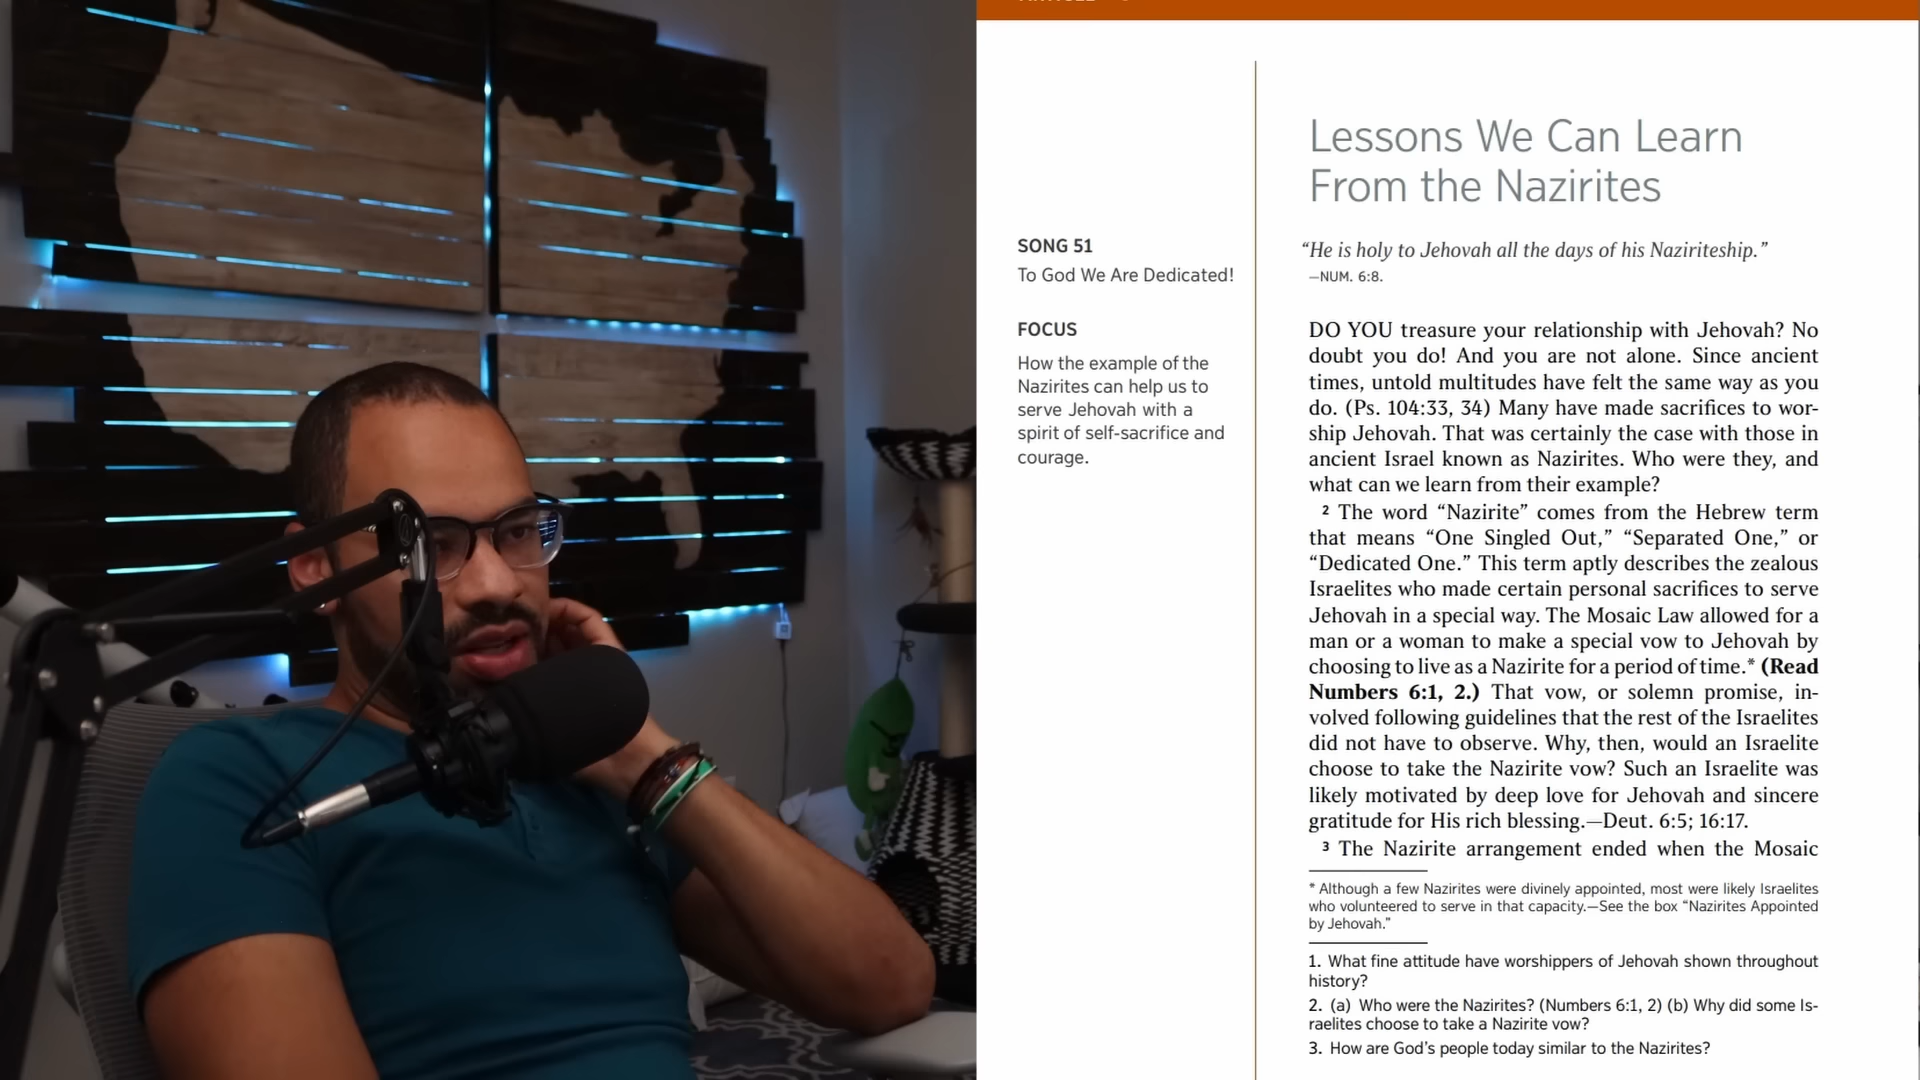 SONG 51
To God We Are Dedicated!
FOCUS
How the example of the
Nazirites can help us to
serve Jehovah with a
spirit of self-sacrifice and
courage.
Lessons We Can Learn
From the Nazirites
“He is holy to Jehovah all the days of his Naziriteship.”
—NUM. 6:8.
DO YOU treasure your relationship with Jehovah? No
doubt you do! And you are not alone. Since ancient
times, untold multitudes have felt the same way as you
do. (Ps. 104:33, 34) Many have made sacrifices to wor-
ship Jehovah. That was certainly the case with those in
ancient Israel known as Nazirites. Who were they, and
what can we learn from their example?
2 The word “Nazirite” comes from the Hebrew term
that means “One Singled Out,” “Separated One,” or
“Dedicated One.” This term aptly describes the zealous
Israelites who made certain personal sacrifices to serve
Jehovah in a special way. The Mosaic Law allowed for a
man or a woman to make a special vow to Jehovah by
choosing to live as a Nazirite for a period of time.* (Read
Numbers 6:1, 2.) That vow, or solemn promise, in-
volved following guidelines that the rest of the Israelites
did not have to observe. Why, then, would an Israelite
choose to take the Nazirite vow? Such an Israelite was
likely motivated by deep love for Jehovah and sincere
gratitude for His rich blessing.—Deut. 6:5; 16:17.
3 The Nazirite arrangement ended when the Mosaic
* Although a few Nazirites were divinely appointed, most were likely Israelites
who volunteered to serve in that capacity.—See the box “Nazirites Appointed
by Jehovah.”
1. What fine attitude have worshippers of Jehovah shown throughout
history?
2. (a) Who were the Nazirites? (Numbers 6:1, 2) (b) Why did some Is-
raelites choose to take a Nazirite vow?
3. How are God’s people today similar to the Nazirites?